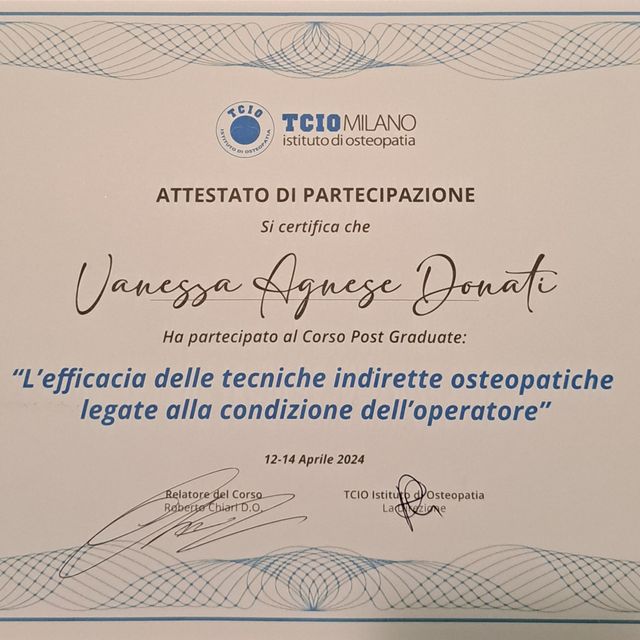 TCIO
ISTITUTO DI OSTEOPATIA
TCIO MILANO
istituto di osteopatia
ATTESTATO DI PARTECIPAZIONE
Si certifica che
Vanessa Agnese Donati
Ha partecipato al Corso Post Graduate:
“L’efficacia delle tecniche indirette osteopatiche
legate alla condizione dell’operatore”
12-14 Aprile 2024
Relatore del Corso
Roberto Chiari D.O.
TCIO Istituto di Osteopatia
La Direzione